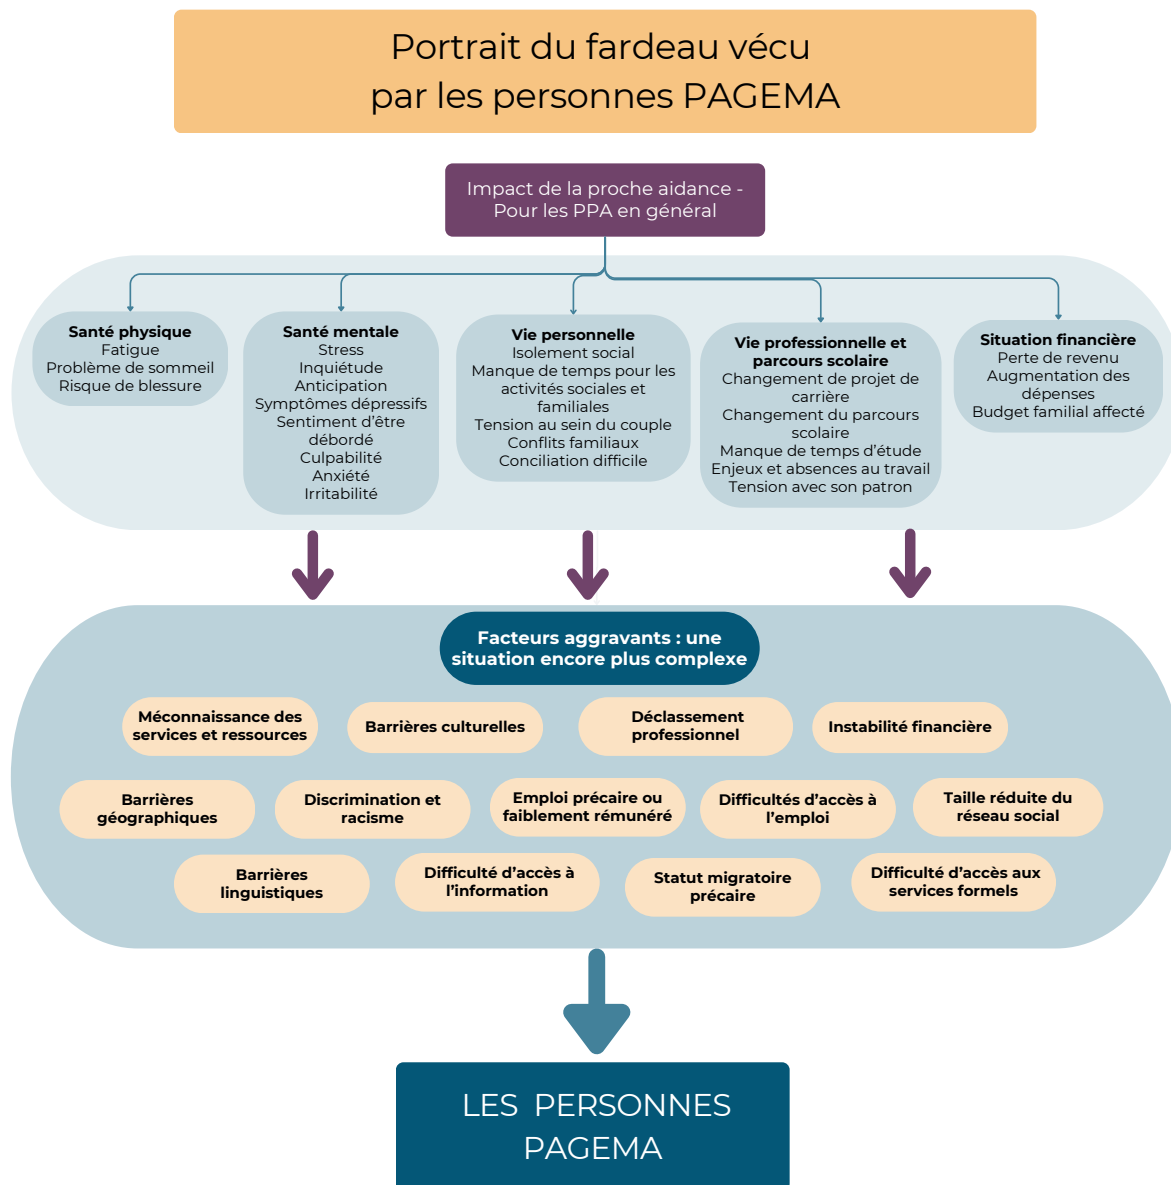 Portrait du fardeau vécu
par les personnes PAGEMA
Impact de la proche aidance -
Pour les PPA en général
Santé physique
Fatigue
Problème de sommeil
Risque de blessure
Santé mentale
Stress
Inquiétude
Anticipation
Symptômes dépressifs
Sentiment d'être
débordé
Culpabilité
Anxiété
Irritabilité
Vie personnelle
Isolement social
Manque de temps pour les
activités sociales et
familiales
Tension au sein du couple
Conflits familiaux
Conciliation difficile
Vie professionnelle et
parcours scolaire
Changement de projet de
carrière
Changement du parcours
scolaire
Manque de temps d'étude
Enjeux et absences au travail
Tension avec son patron
Situation financière
Perte de revenu
Augmentation des
dépenses
Budget familial affecté
Facteurs aggravants : une
situation encore plus complexe
Méconnaissance des
services et ressources
Barrières culturelles
Déclassement
professionnel
Instabilité financière
Barrières
géographiques
Discrimination et
racisme
Emploi précaire ou
faiblement rémunéré
Difficultés d'accès à
l'emploi
Taille réduite du
réseau social
Barrières
linguistiques
Difficulté d'accès à
l'information
Statut migratoire
précaire
Difficulté d'accès aux
services formels
LES PERSONNES
PAGEMA